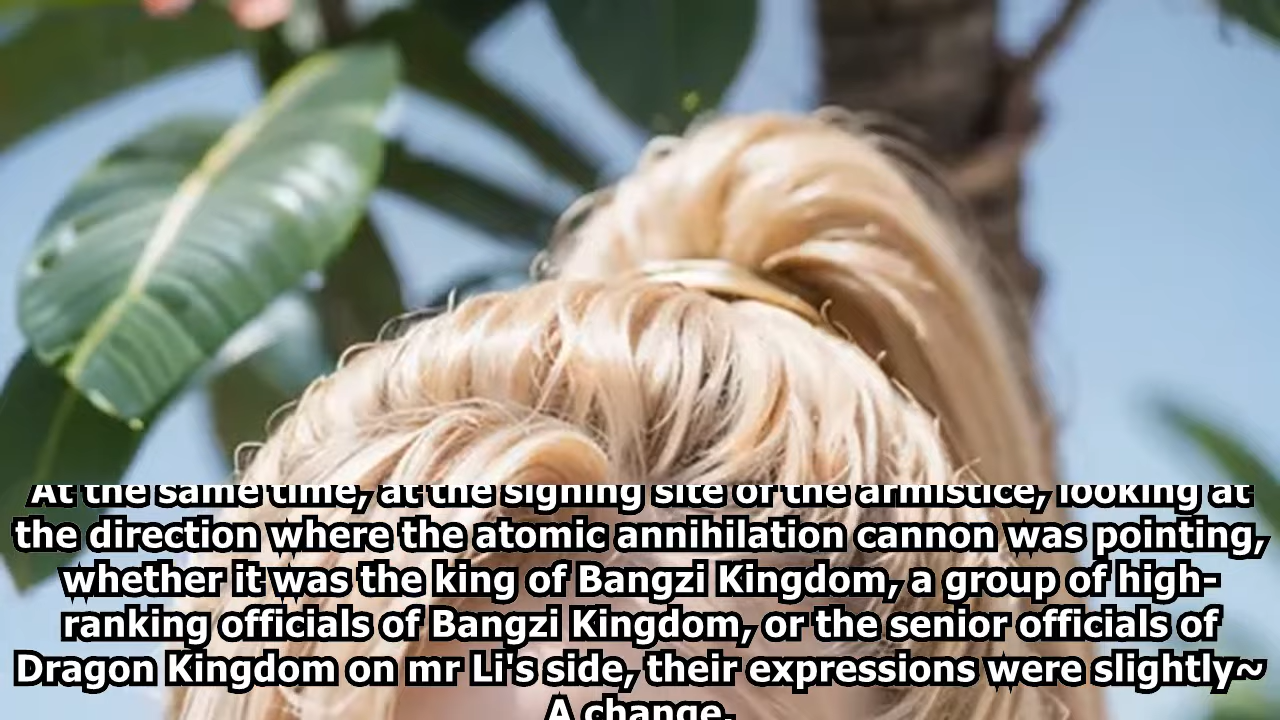 At the same time, at the signing site of the armistice, looking at
the direction where the atomic annihilation cannon was pointing,
whether it was the king of Bangzi Kingdom, a group of high-
ranking officials of Bangzi Kingdom, or the senior officials of
Dragon Kingdom on mr Li's side, their expressions were slightly~
A change.